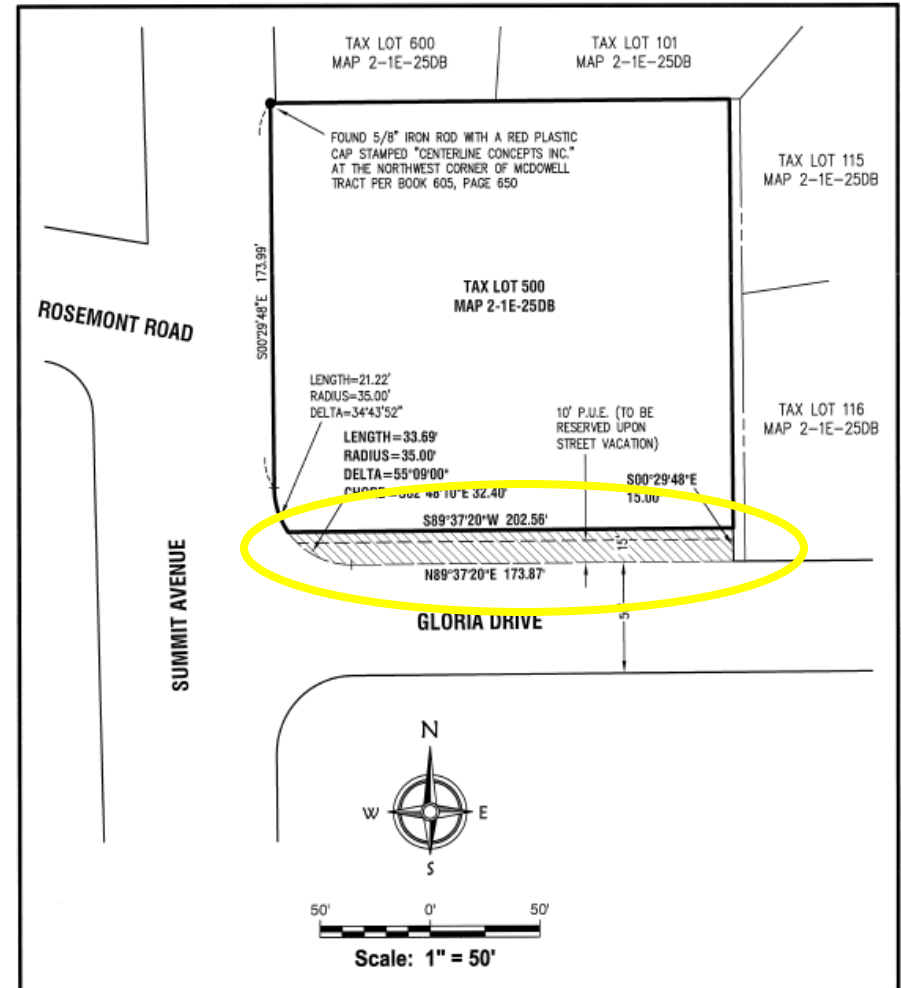 TAX LOT 600
MAP 2-1E-25DB
TAX LOT 101
MAP 2-1E-25DB
FOUND 5/8" IRON ROD WITH A RED PLASTIC
CAP STAMPED "CENTERLINE CONCEPTS INC."
AT THE NORTHWEST CORNER OF MCDOWELL
TRACT PER BOOK 605, PAGE 650
TAX LOT 115
MAP 2-1E-25DB
S00°29'48"E 173.99'
TAX LOT 500
MAP 2-1E-25DB
ROSEMONT ROAD
LENGTH=21.22'
RADIUS=35.00'
DELTA=34°43'52"
LENGTH=33.69'
RADIUS=35.00'
DELTA=55°09'00"
10' P.U.E. (TO BE
RESERVED UPON
STREET VACATION)
TAX LOT 116
MAP 2-1E-25DB
S00°29'48"E
15.00'
32.40'
S89°37'20"W 202.56'
15'
N89°37'20"E 173.87'
SUMMIT AVENUE
GLORIA DRIVE
N
W
E
S
50'
0'
50'
Scale: 1" = 50'